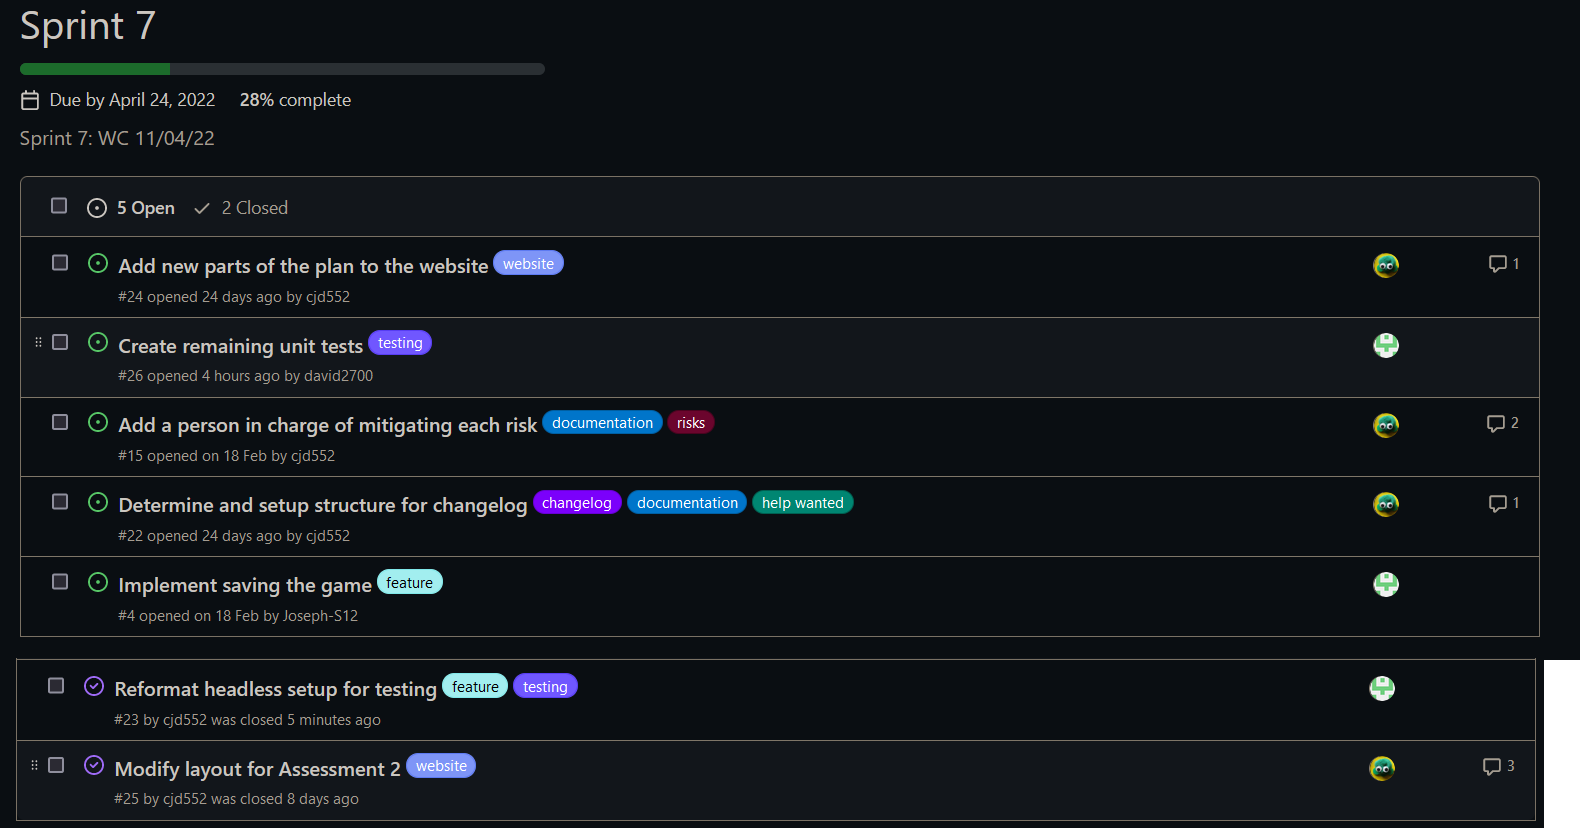 Sprint 7
Due by April 24, 2022 28% complete
Sprint 7: WC 11/04/22
5 Open 2 Closed
Add new parts of the plan to the website website 1
#24 opened 24 days ago by cjd552
Create remaining unit tests testing
#26 opened 4 hours ago by david2700
Add a person in charge of mitigating each risk documentation risks 2
#15 opened on 18 Feb by cjd552
Determine and setup structure for changelog changelog documentation help wanted 1
#22 opened 24 days ago by cjd552
Implement saving the game feature
#4 opened on 18 Feb by Joseph-S12
Reformat headless setup for testing feature testing
#23 by cjd552 was closed 5 minutes ago
Modify layout for Assessment 2 website 3
#25 by cjd552 was closed 8 days ago